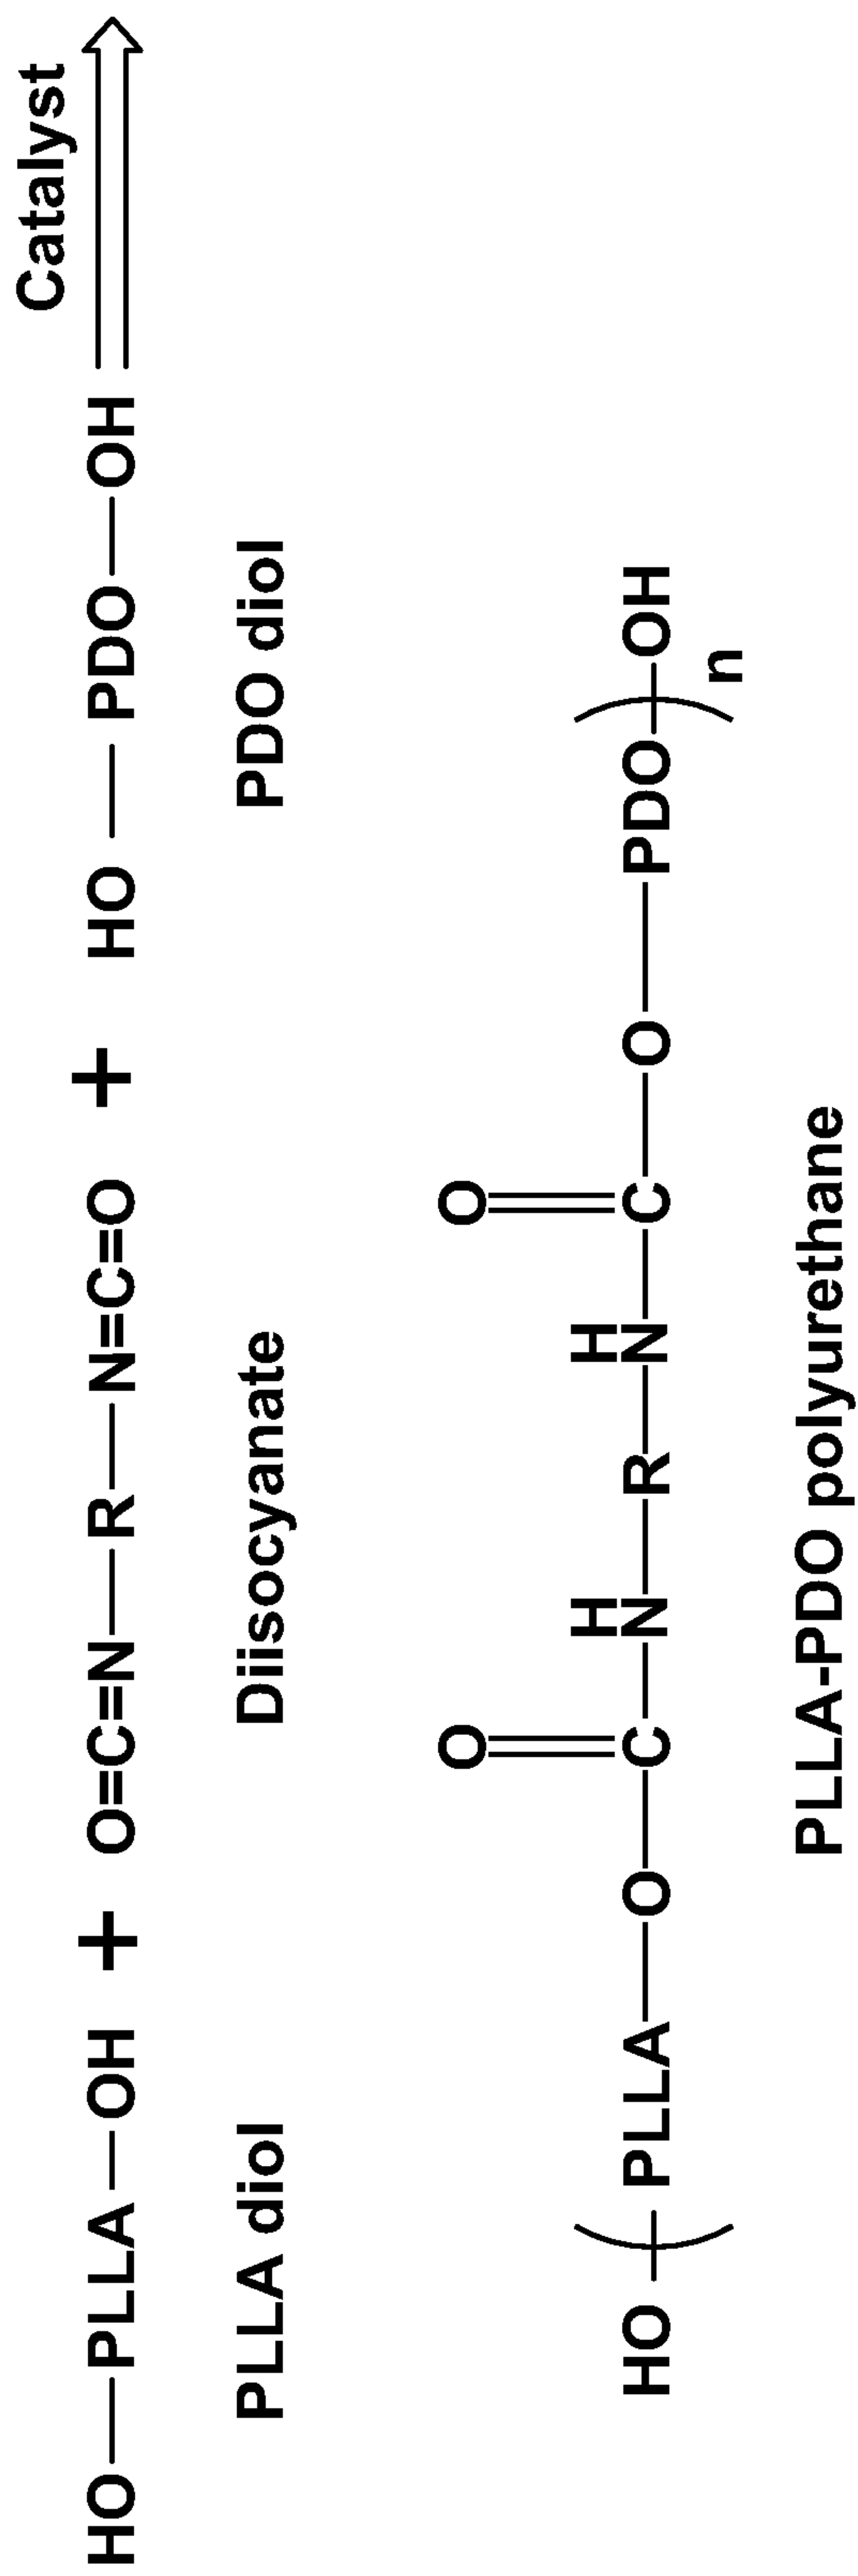 Catalyst
HO—PLLA—OH + O=C=N—R—N=C=O + HO—PDO—OH
PLLA diol Diisocyanate PDO diol
O O
H H
HO—(PLLA—O—C—N—R—N—C—O—PDO)—OH
n
PLLA-PDO polyurethane